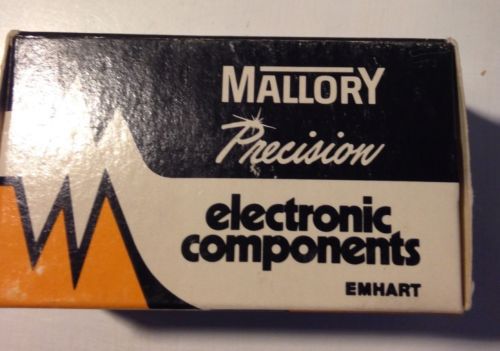 MALLORY
Precision
electronic
components
EMHART